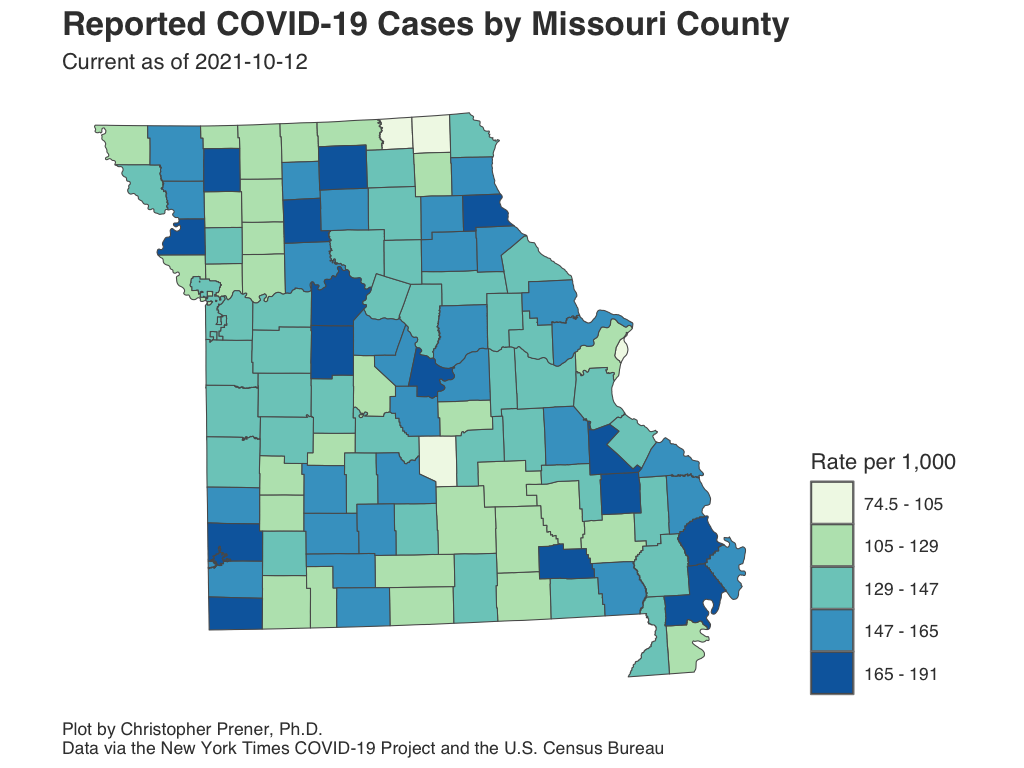 Reported COVID-19 Cases by Missouri County
Current as of 2021-10-12
Rate per 1,000
74.5 - 105
105 - 129
129 - 147
147 - 165
165 - 191
Plot by Christopher Prener, Ph.D.
Data via the New York Times COVID-19 Project and the U.S. Census Bureau